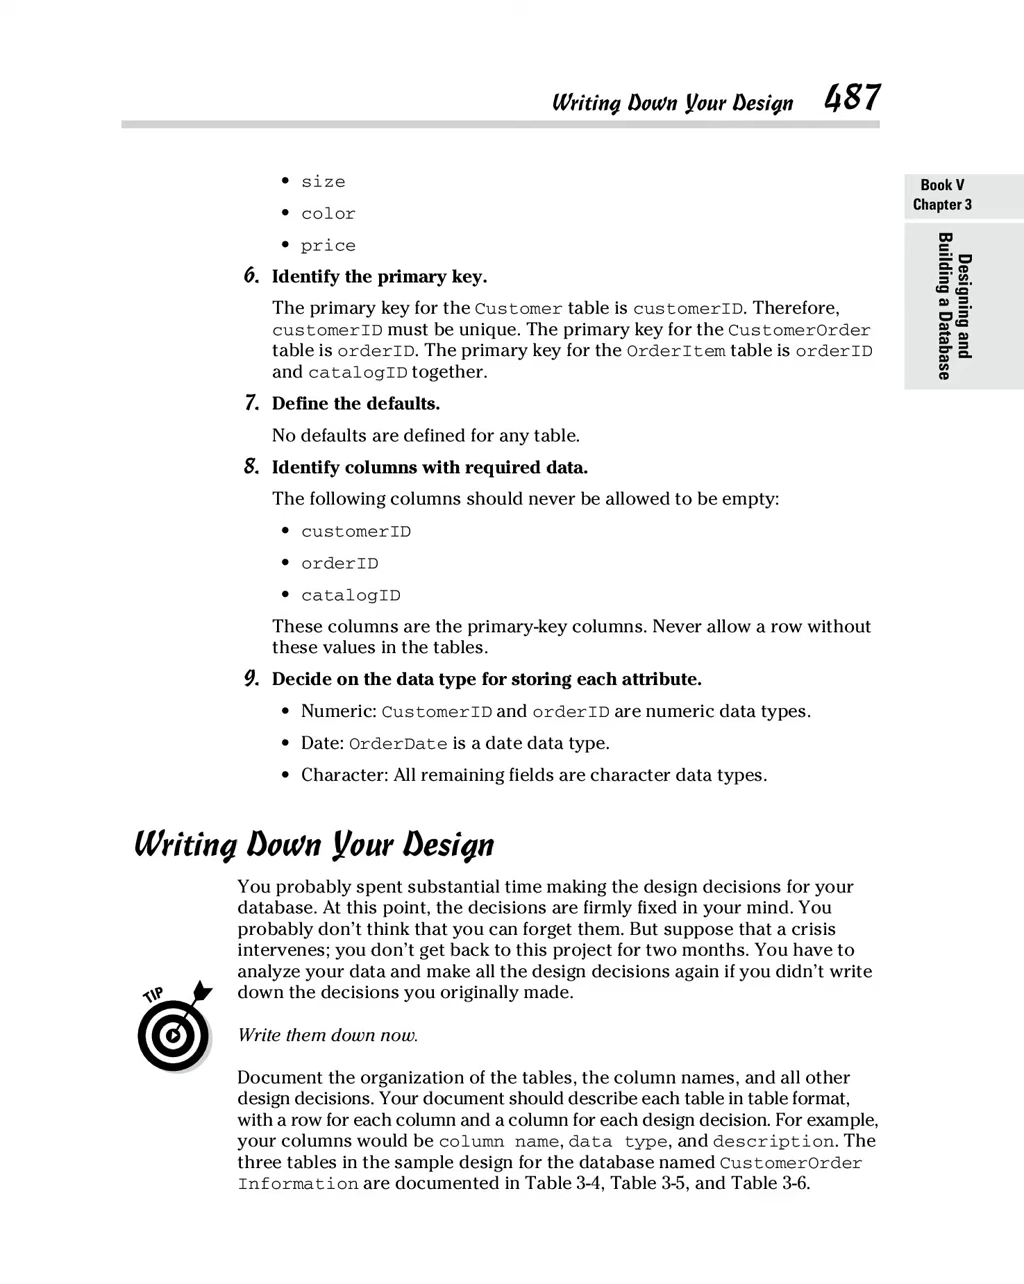 Writing Down Your Design 487
Book V
Chapter 3
Designing and
Building a Database
• size
• color
• price
6. Identify the primary key.
The primary key for the Customer table is customerID. Therefore,
customerID must be unique. The primary key for the CustomerOrder
table is orderID. The primary key for the OrderItem table is orderID
and catalogID together.
7. Define the defaults.
No defaults are defined for any table.
8. Identify columns with required data.
The following columns should never be allowed to be empty:
• customerID
• orderID
• catalogID
These columns are the primary-key columns. Never allow a row without
these values in the tables.
9. Decide on the data type for storing each attribute.
• Numeric: CustomerID and orderID are numeric data types.
• Date: OrderDate is a date data type.
• Character: All remaining fields are character data types.
Writing Down Your Design
You probably spent substantial time making the design decisions for your
database. At this point, the decisions are firmly fixed in your mind. You
probably don't think that you can forget them. But suppose that a crisis
intervenes; you don't get back to this project for two months. You have to
analyze your data and make all the design decisions again if you didn't write
down the decisions you originally made.
TIP
Write them down now.
Document the organization of the tables, the column names, and all other
design decisions. Your document should describe each table in table format,
with a row for each column and a column for each design decision. For example,
your columns would be column name, data type, and description. The
three tables in the sample design for the database named CustomerOrder
Information are documented in Table 3-4, Table 3-5, and Table 3-6.